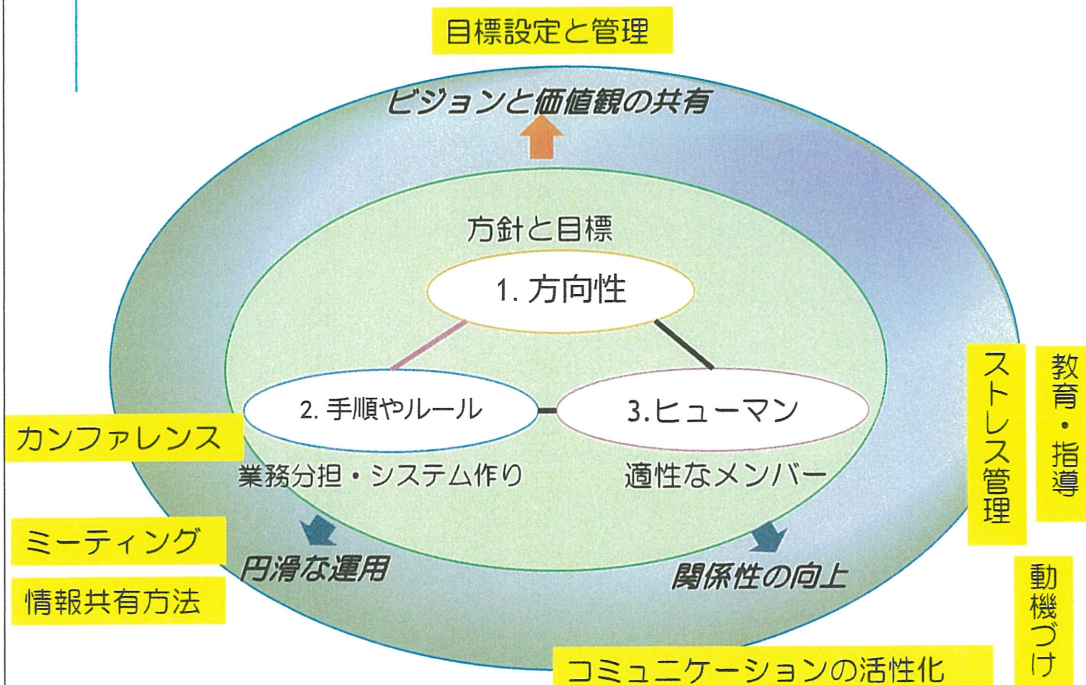 目標設定と管理
ビジョンと価値観の共有
方針と目標
1. 方向性
2. 手順やルール
3.ヒューマン
業務分担・システム作り
適性なメンバー
円滑な運用
関係性の向上
カンファレンス
ミーティング
情報共有方法
ストレス管理
教育・指導
動機づけ
コミュニケーションの活性化